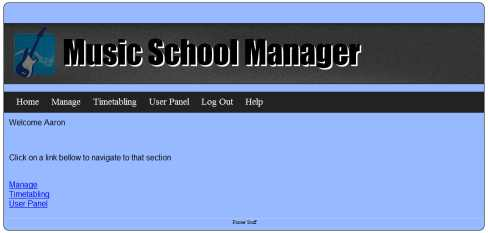 Music School Manager
Home Manage Timetabling User Panel Log Out Help
Welcome Aaron
Click on a link bellow to navigate to that section
Manage
Timetabling
User Panel
Footer Stuff